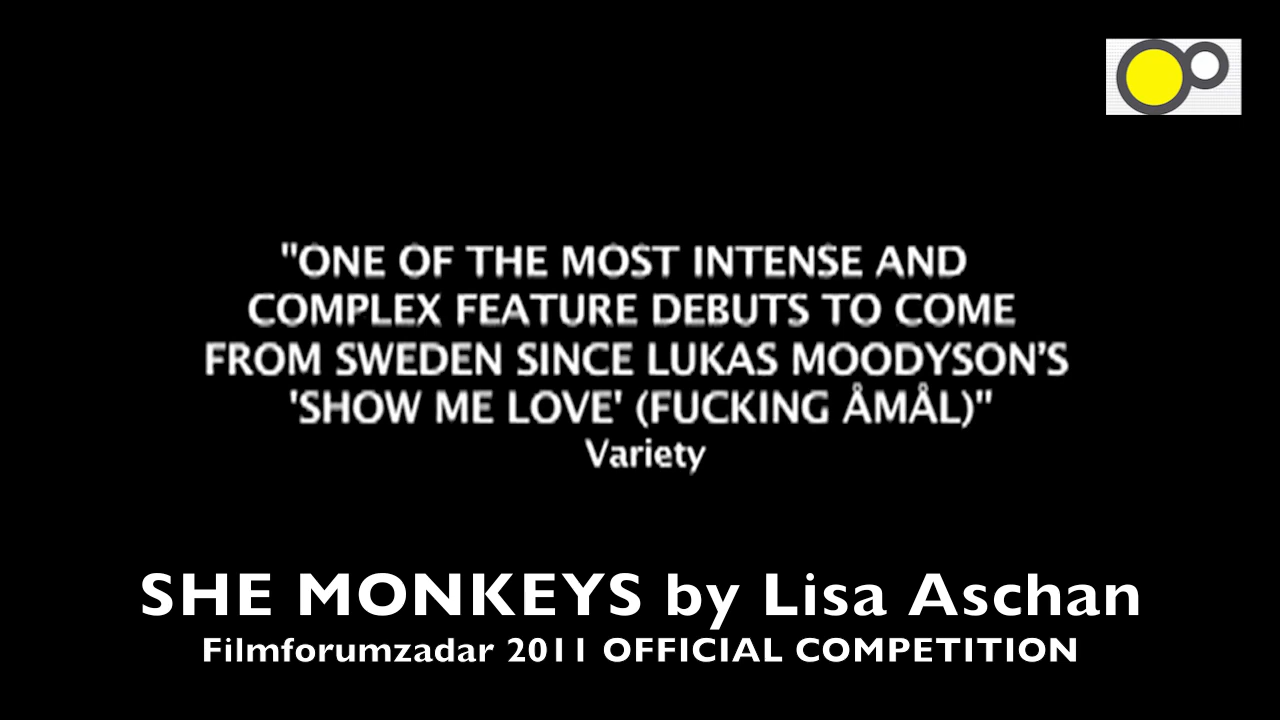 "ONE OF THE MOST INTENSE AND
COMPLEX FEATURE DEBUTS TO COME
FROM SWEDEN SINCE LUKAS MOODYSON’S
'SHOW ME LOVE' (FUCKING ÅMÅL)"
Variety
SHE MONKEYS by Lisa Aschan
Filmforumzadar 2011 OFFICIAL COMPETITION